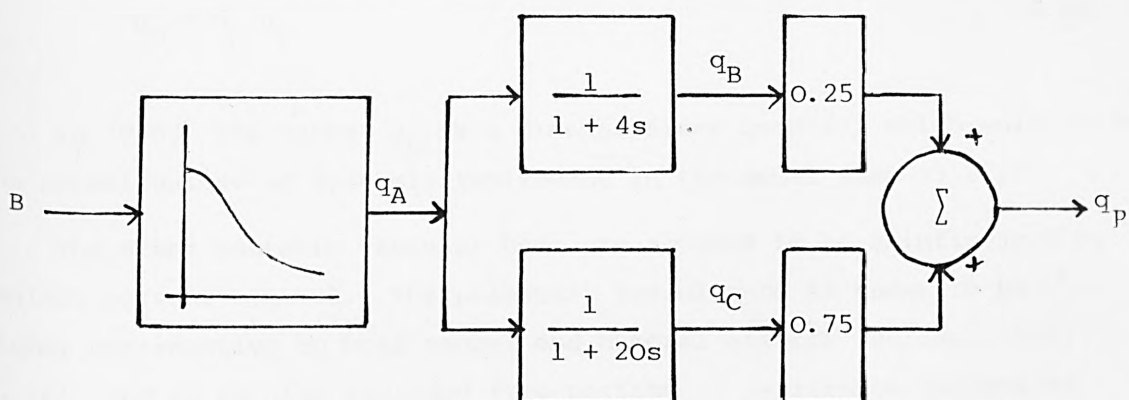 B
q_A
1
1 + 4s
q_B
0.25
+
1
1 + 20s
q_C
0.75
+
Σ
q_p